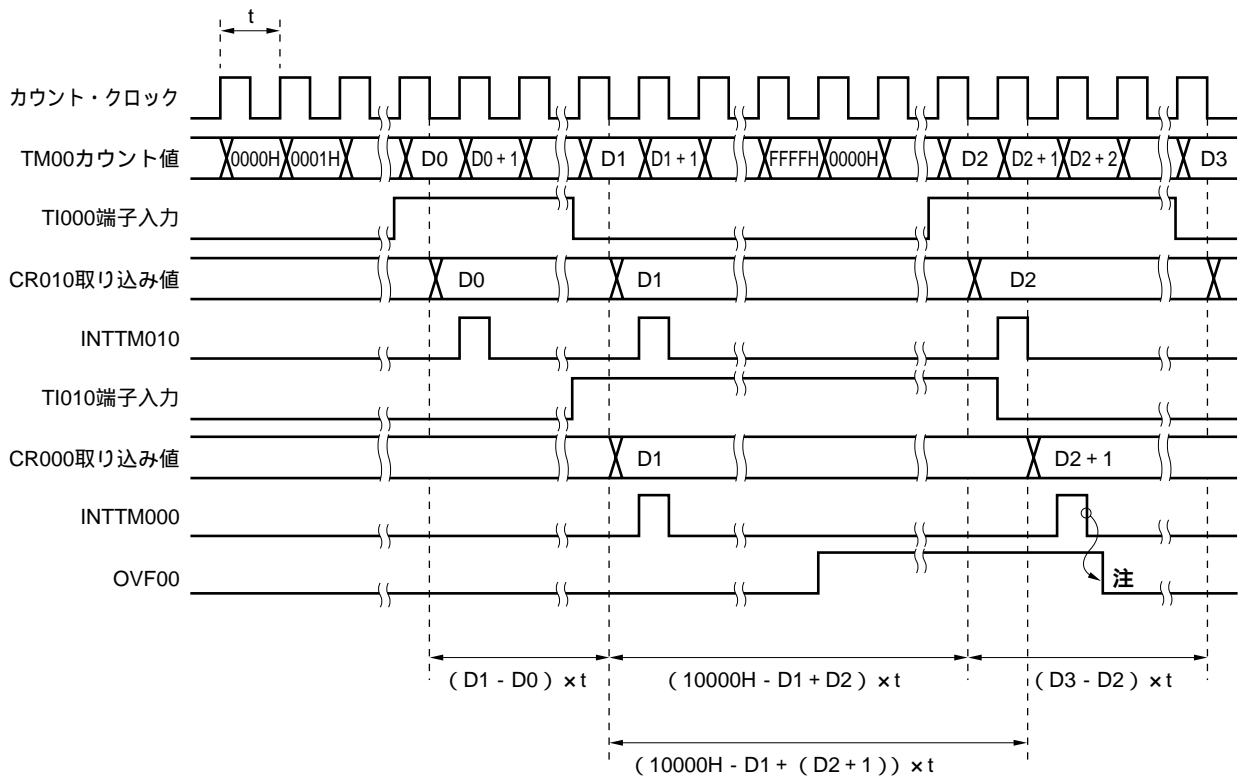 t
カウント・クロック
TM00カウント値 0000H 0001H D0 D0 + 1 D1 D1 + 1 FFFFH 0000H D2 D2 + 1 D2 + 2 D3
TI000端子入力
CR010取り込み値 D0 D1 D2
INTTM010
TI010端子入力
CR000取り込み値 D1 D2 + 1
INTTM000
OVF00 注
( D1 - D0 ) × t ( 10000H - D1 + D2 ) × t ( D3 - D2 ) × t
( 10000H - D1 + ( D2 + 1 ) ) × t